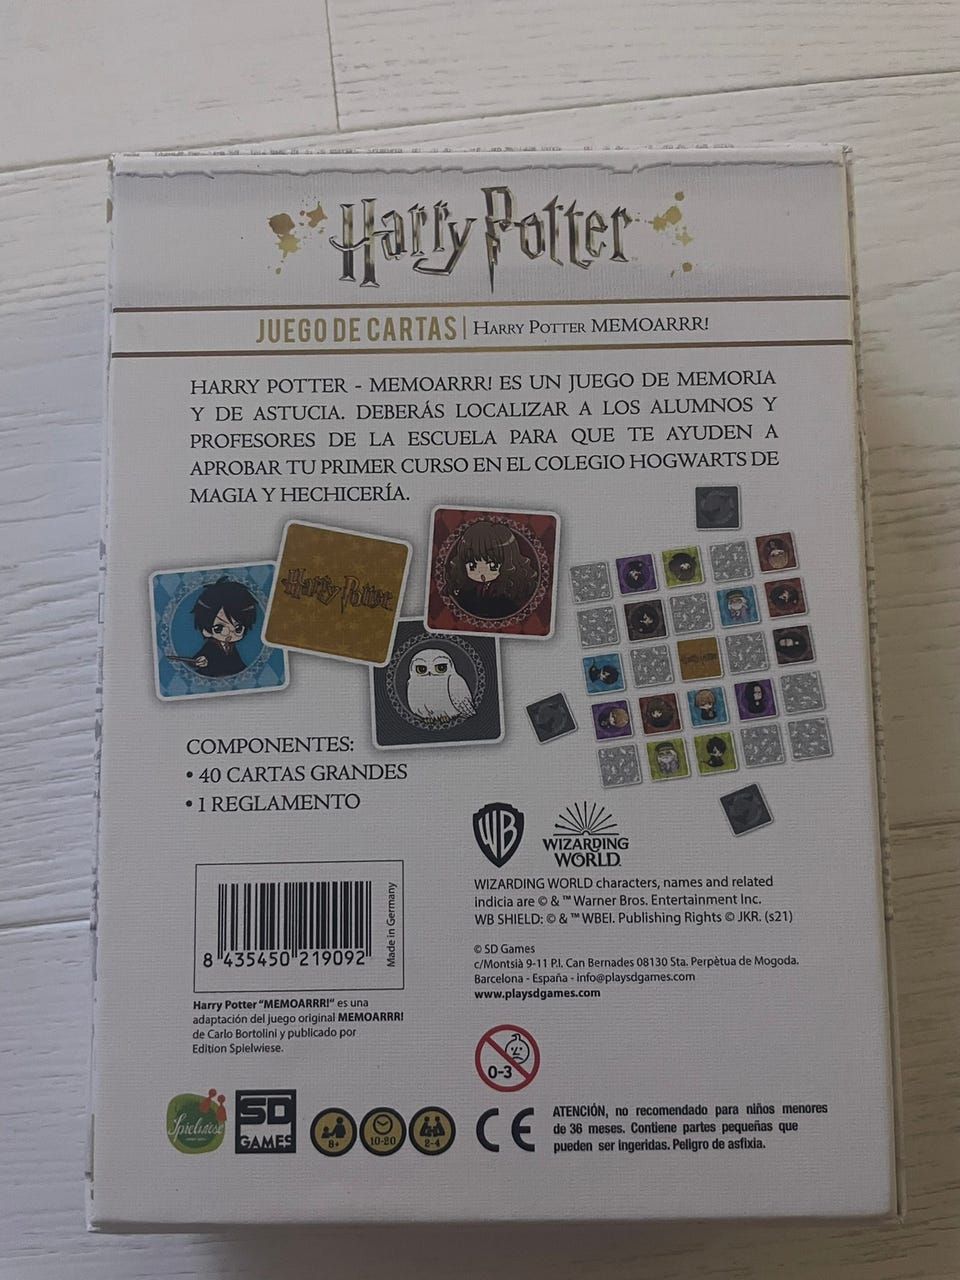 Harry Potter
JUEGO DE CARTAS | HARRY POTTER MEMOARRR!
HARRY POTTER - MEMOARRR! ES UN JUEGO DE MEMORIA
Y DE ASTUCIA. DEBERÁS LOCALIZAR A LOS ALUMNOS Y
PROFESORES DE LA ESCUELA PARA QUE TE AYUDEN A
APROBAR TU PRIMER CURSO EN EL COLEGIO HOGWARTS DE
MAGIA Y HECHICERÍA.
Harry Potter
COMPONENTES:
• 40 CARTAS GRANDES
• 1 REGLAMENTO
WB
WIZARDING
WORLD
WIZARDING WORLD characters, names and related
indicia are © & ™ Warner Bros. Entertainment Inc.
WB SHIELD: © & ™ WBEI. Publishing Rights © JKR. (s21)
© SD Games
c/Montsià 9-11 P.I. Can Bernades 08130 Sta. Perpètua de Mogoda.
Barcelona - España - info@playsdgames.com
www.playsdgames.com
8 435450 219092
Made in Germany
Harry Potter "MEMOARRR!" es una
adaptación del juego original MEMOARRR!
de Carlo Bortolini y publicado por
Edition Spielwiese.
0-3
Spielwiese
SD
GAMES
8+
10-20
2-4
CE
ATENCIÓN, no recomendado para niños menores
de 36 meses. Contiene partes pequeñas que
pueden ser ingeridas. Peligro de asfixia.